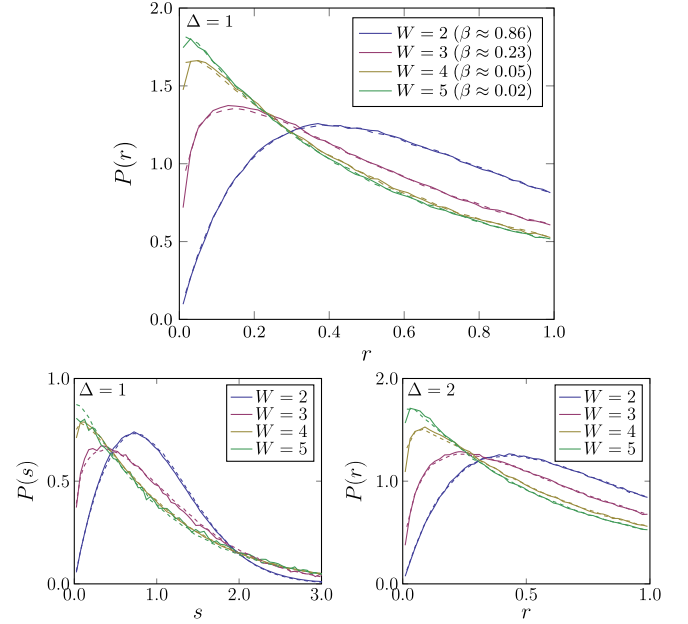 2.0
Δ = 1
W = 2 (β ≈ 0.86)
W = 3 (β ≈ 0.23)
W = 4 (β ≈ 0.05)
W = 5 (β ≈ 0.02)
1.5
P(r)
1.0
0.5
0.0
0.0 0.2 0.4 0.6 0.8 1.0
r
1.0
Δ = 1
W = 2
W = 3
W = 4
W = 5
P(s)
0.5
0.0
0.0 1.0 2.0 3.0
s
2.0
Δ = 2
W = 2
W = 3
W = 4
W = 5
P(r)
1.0
0.0
0.0 0.5 1.0
r